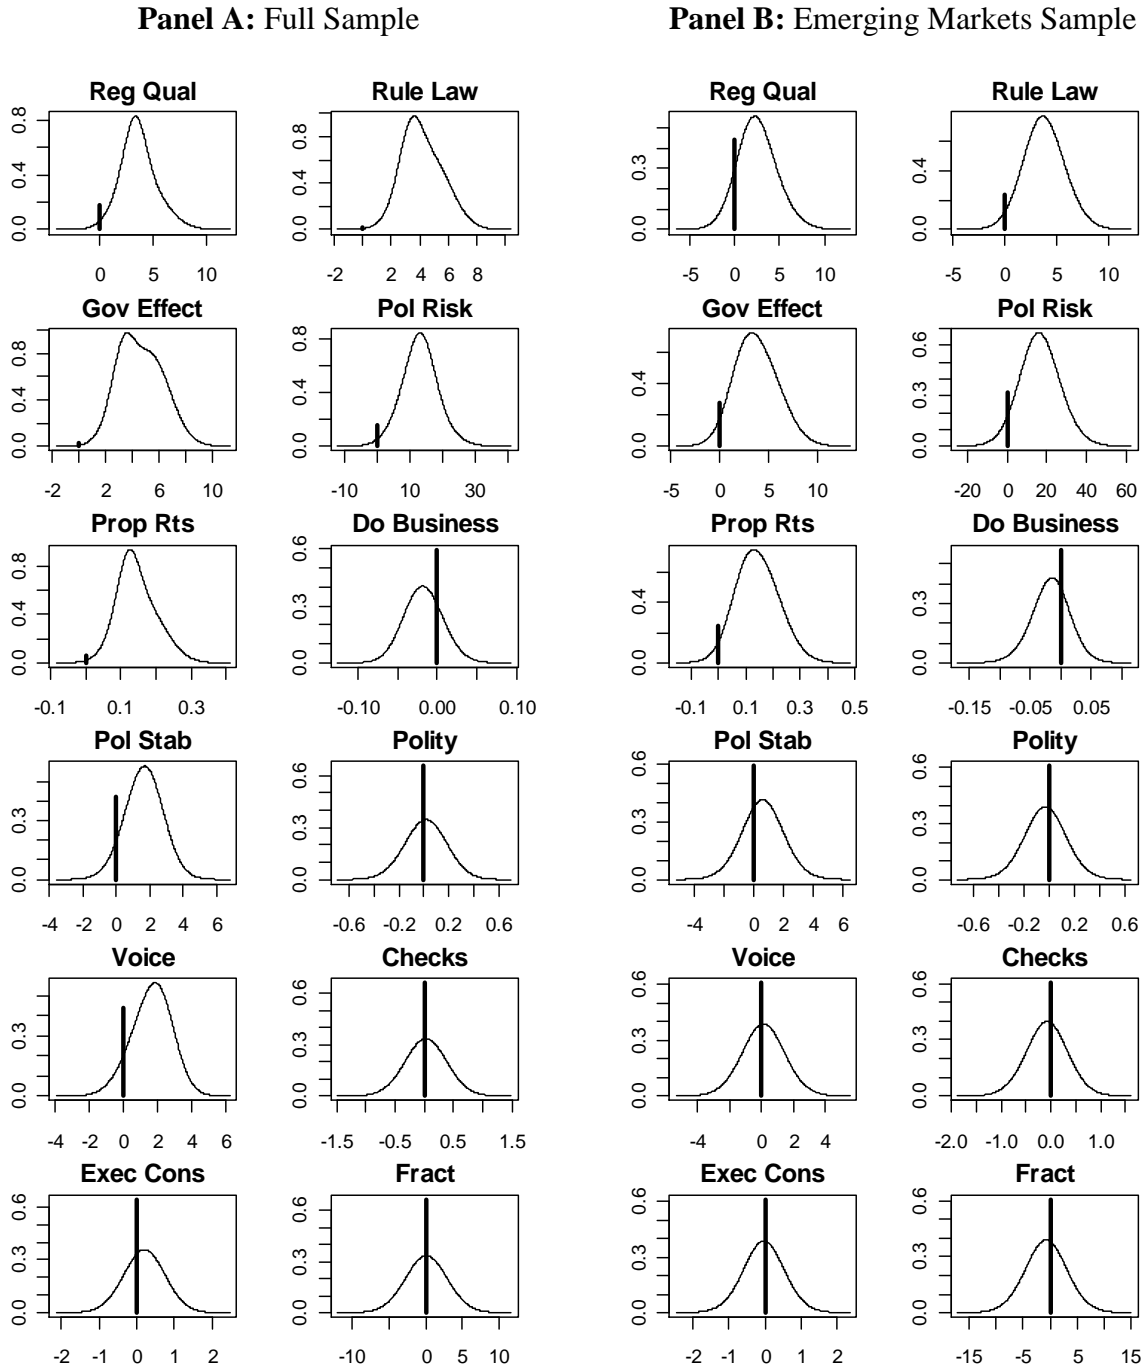 Panel A: Full Sample
Panel B: Emerging Markets Sample
Reg Qual
0.0 0.4 0.8
0 5 10
Rule Law
0.0 0.4 0.8
-2 2 4 6 8
Reg Qual
0.0 0.3
-5 0 5 10
Rule Law
0.0 0.4
-5 0 5 10
Gov Effect
0.0 0.4 0.8
-2 2 6 10
Pol Risk
0.0 0.4 0.8
-10 10 30
Gov Effect
0.0 0.4
-5 0 5 10
Pol Risk
0.0 0.3 0.6
-20 0 20 40 60
Prop Rts
0.0 0.4 0.8
-0.1 0.1 0.3
Do Business
0.0 0.3 0.6
-0.10 0.00 0.10
Prop Rts
0.0 0.4
-0.1 0.1 0.3 0.5
Do Business
0.0 0.3
-0.15 -0.05 0.05
Pol Stab
0.0 0.3
-4 -2 0 2 4 6
Polity
0.0 0.3 0.6
-0.6 -0.2 0.2 0.6
Pol Stab
0.0 0.3 0.6
-4 0 2 4 6
Polity
0.0 0.3 0.6
-0.6 -0.2 0.2 0.6
Voice
0.0 0.3
-4 -2 0 2 4 6
Checks
0.0 0.3 0.6
-1.5 -0.5 0.5 1.5
Voice
0.0 0.3 0.6
-4 0 2 4
Checks
0.0 0.3 0.6
-2.0 -1.0 0.0 1.0
Exec Cons
0.0 0.3 0.6
-2 -1 0 1 2
Fract
0.0 0.3 0.6
-10 0 5 10
Exec Cons
0.0 0.3 0.6
-2 -1 0 1 2
Fract
0.0 0.3 0.6
-15 -5 0 5 15